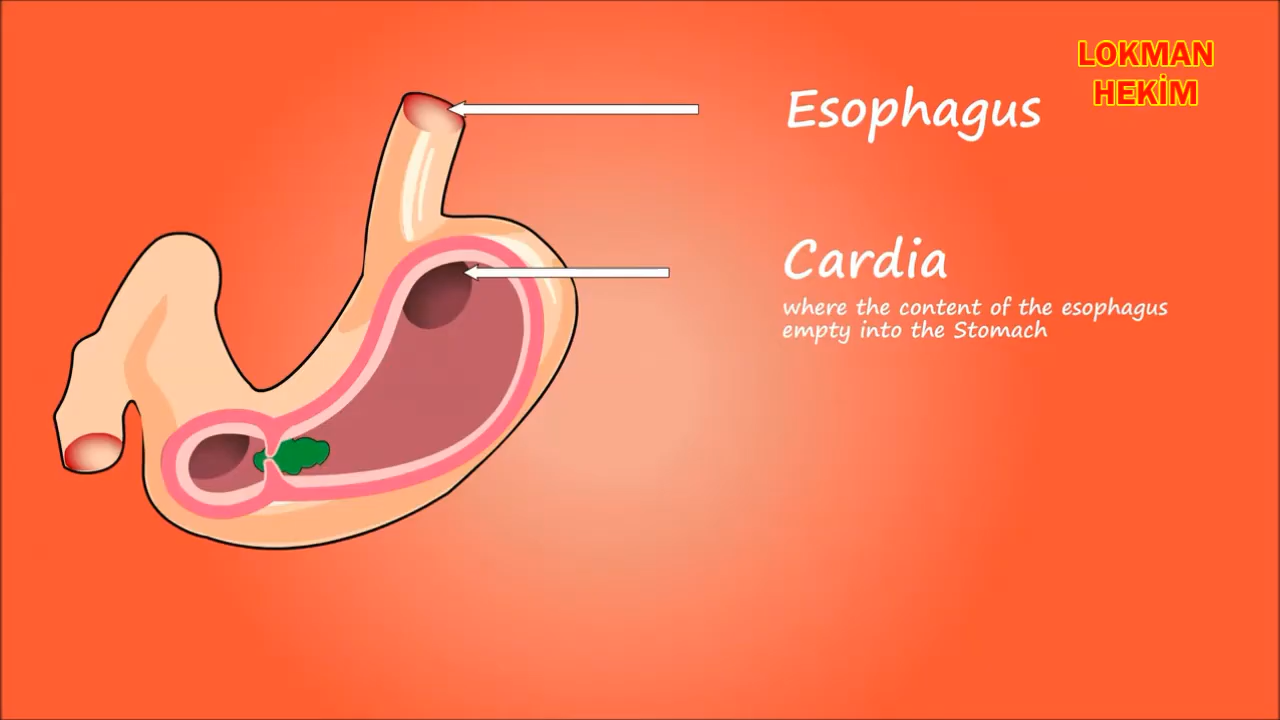 LOKMAN
HEKİM
Esophagus
Cardia
where the content of the esophagus
empty into the Stomach